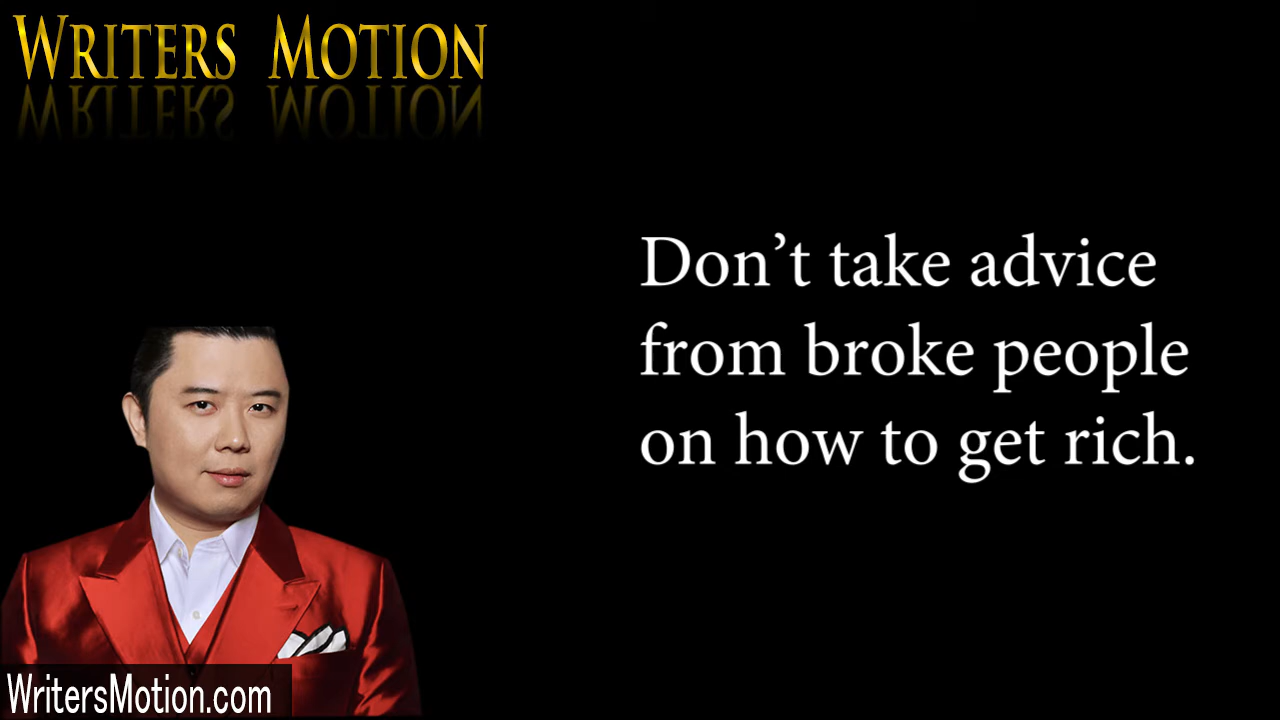 WRITERS MOTION
Don’t take advice
from broke people
on how to get rich.
WritersMotion.com